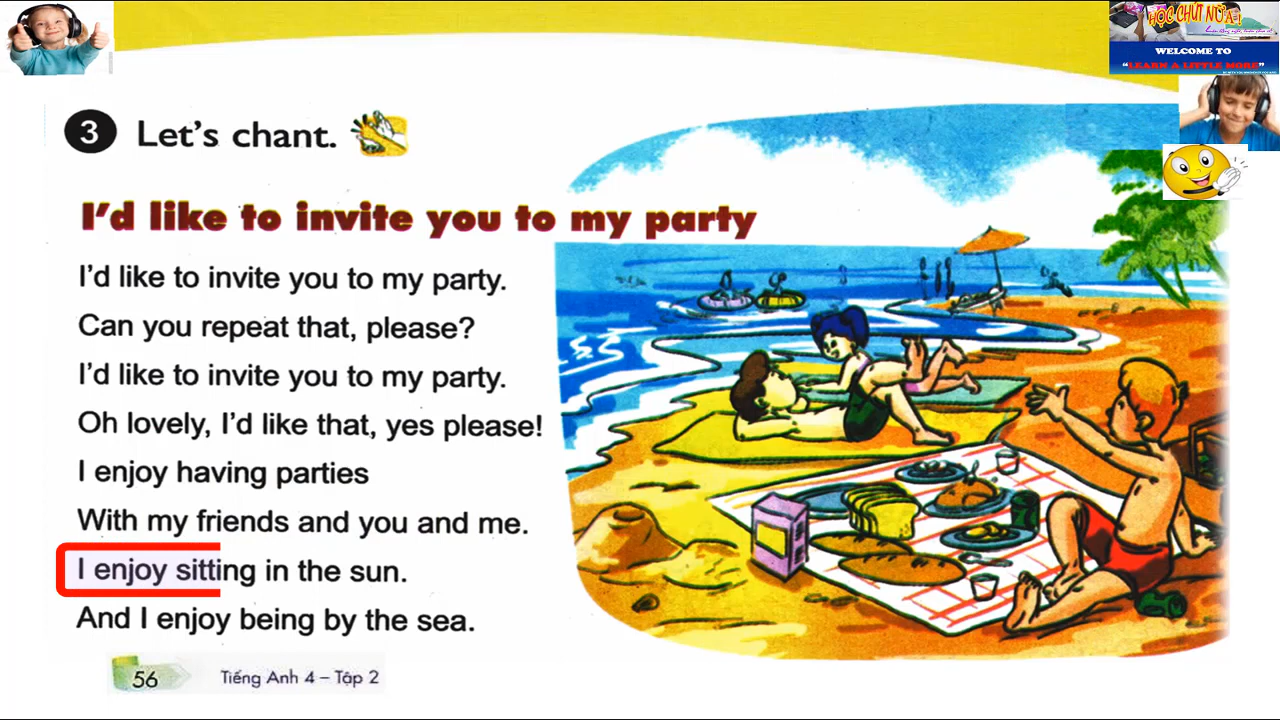 HỌC CHÚT NỮA!
WELCOME TO
"LEARN A LITTLE MORE"
3 Let's chant.
I'd like to invite you to my party
I'd like to invite you to my party.
Can you repeat that, please?
I'd like to invite you to my party.
Oh lovely, I'd like that, yes please!
I enjoy having parties
With my friends and you and me.
I enjoy sitting in the sun.
And I enjoy being by the sea.
56 Tiếng Anh 4 – Tập 2